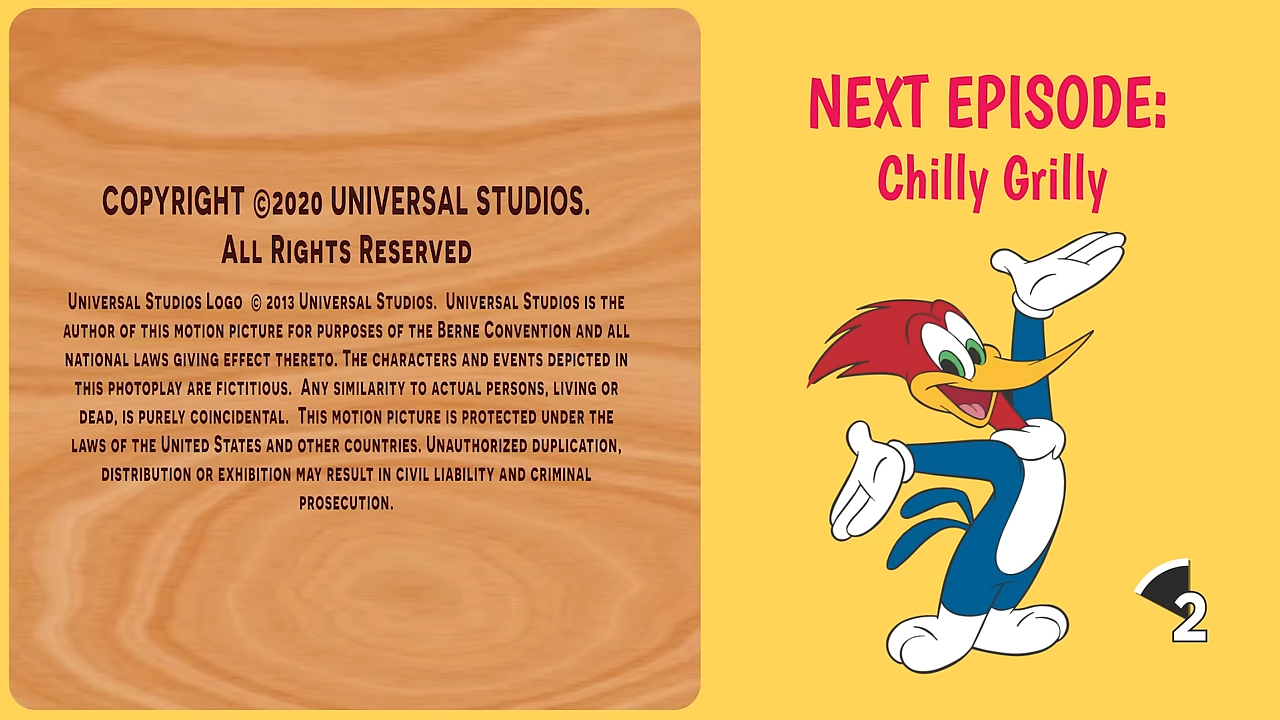 COPYRIGHT ©2020 UNIVERSAL STUDIOS.
ALL RIGHTS RESERVED
UNIVERSAL STUDIOS LOGO © 2013 UNIVERSAL STUDIOS. UNIVERSAL STUDIOS IS THE
AUTHOR OF THIS MOTION PICTURE FOR PURPOSES OF THE BERNE CONVENTION AND ALL
NATIONAL LAWS GIVING EFFECT THERETO. THE CHARACTERS AND EVENTS DEPICTED IN
THIS PHOTOPLAY ARE FICTITIOUS. ANY SIMILARITY TO ACTUAL PERSONS, LIVING OR
DEAD, IS PURELY COINCIDENTAL. THIS MOTION PICTURE IS PROTECTED UNDER THE
LAWS OF THE UNITED STATES AND OTHER COUNTRIES. UNAUTHORIZED DUPLICATION,
DISTRIBUTION OR EXHIBITION MAY RESULT IN CIVIL LIABILITY AND CRIMINAL
PROSECUTION.
NEXT EPISODE:
Chilly Grilly
2